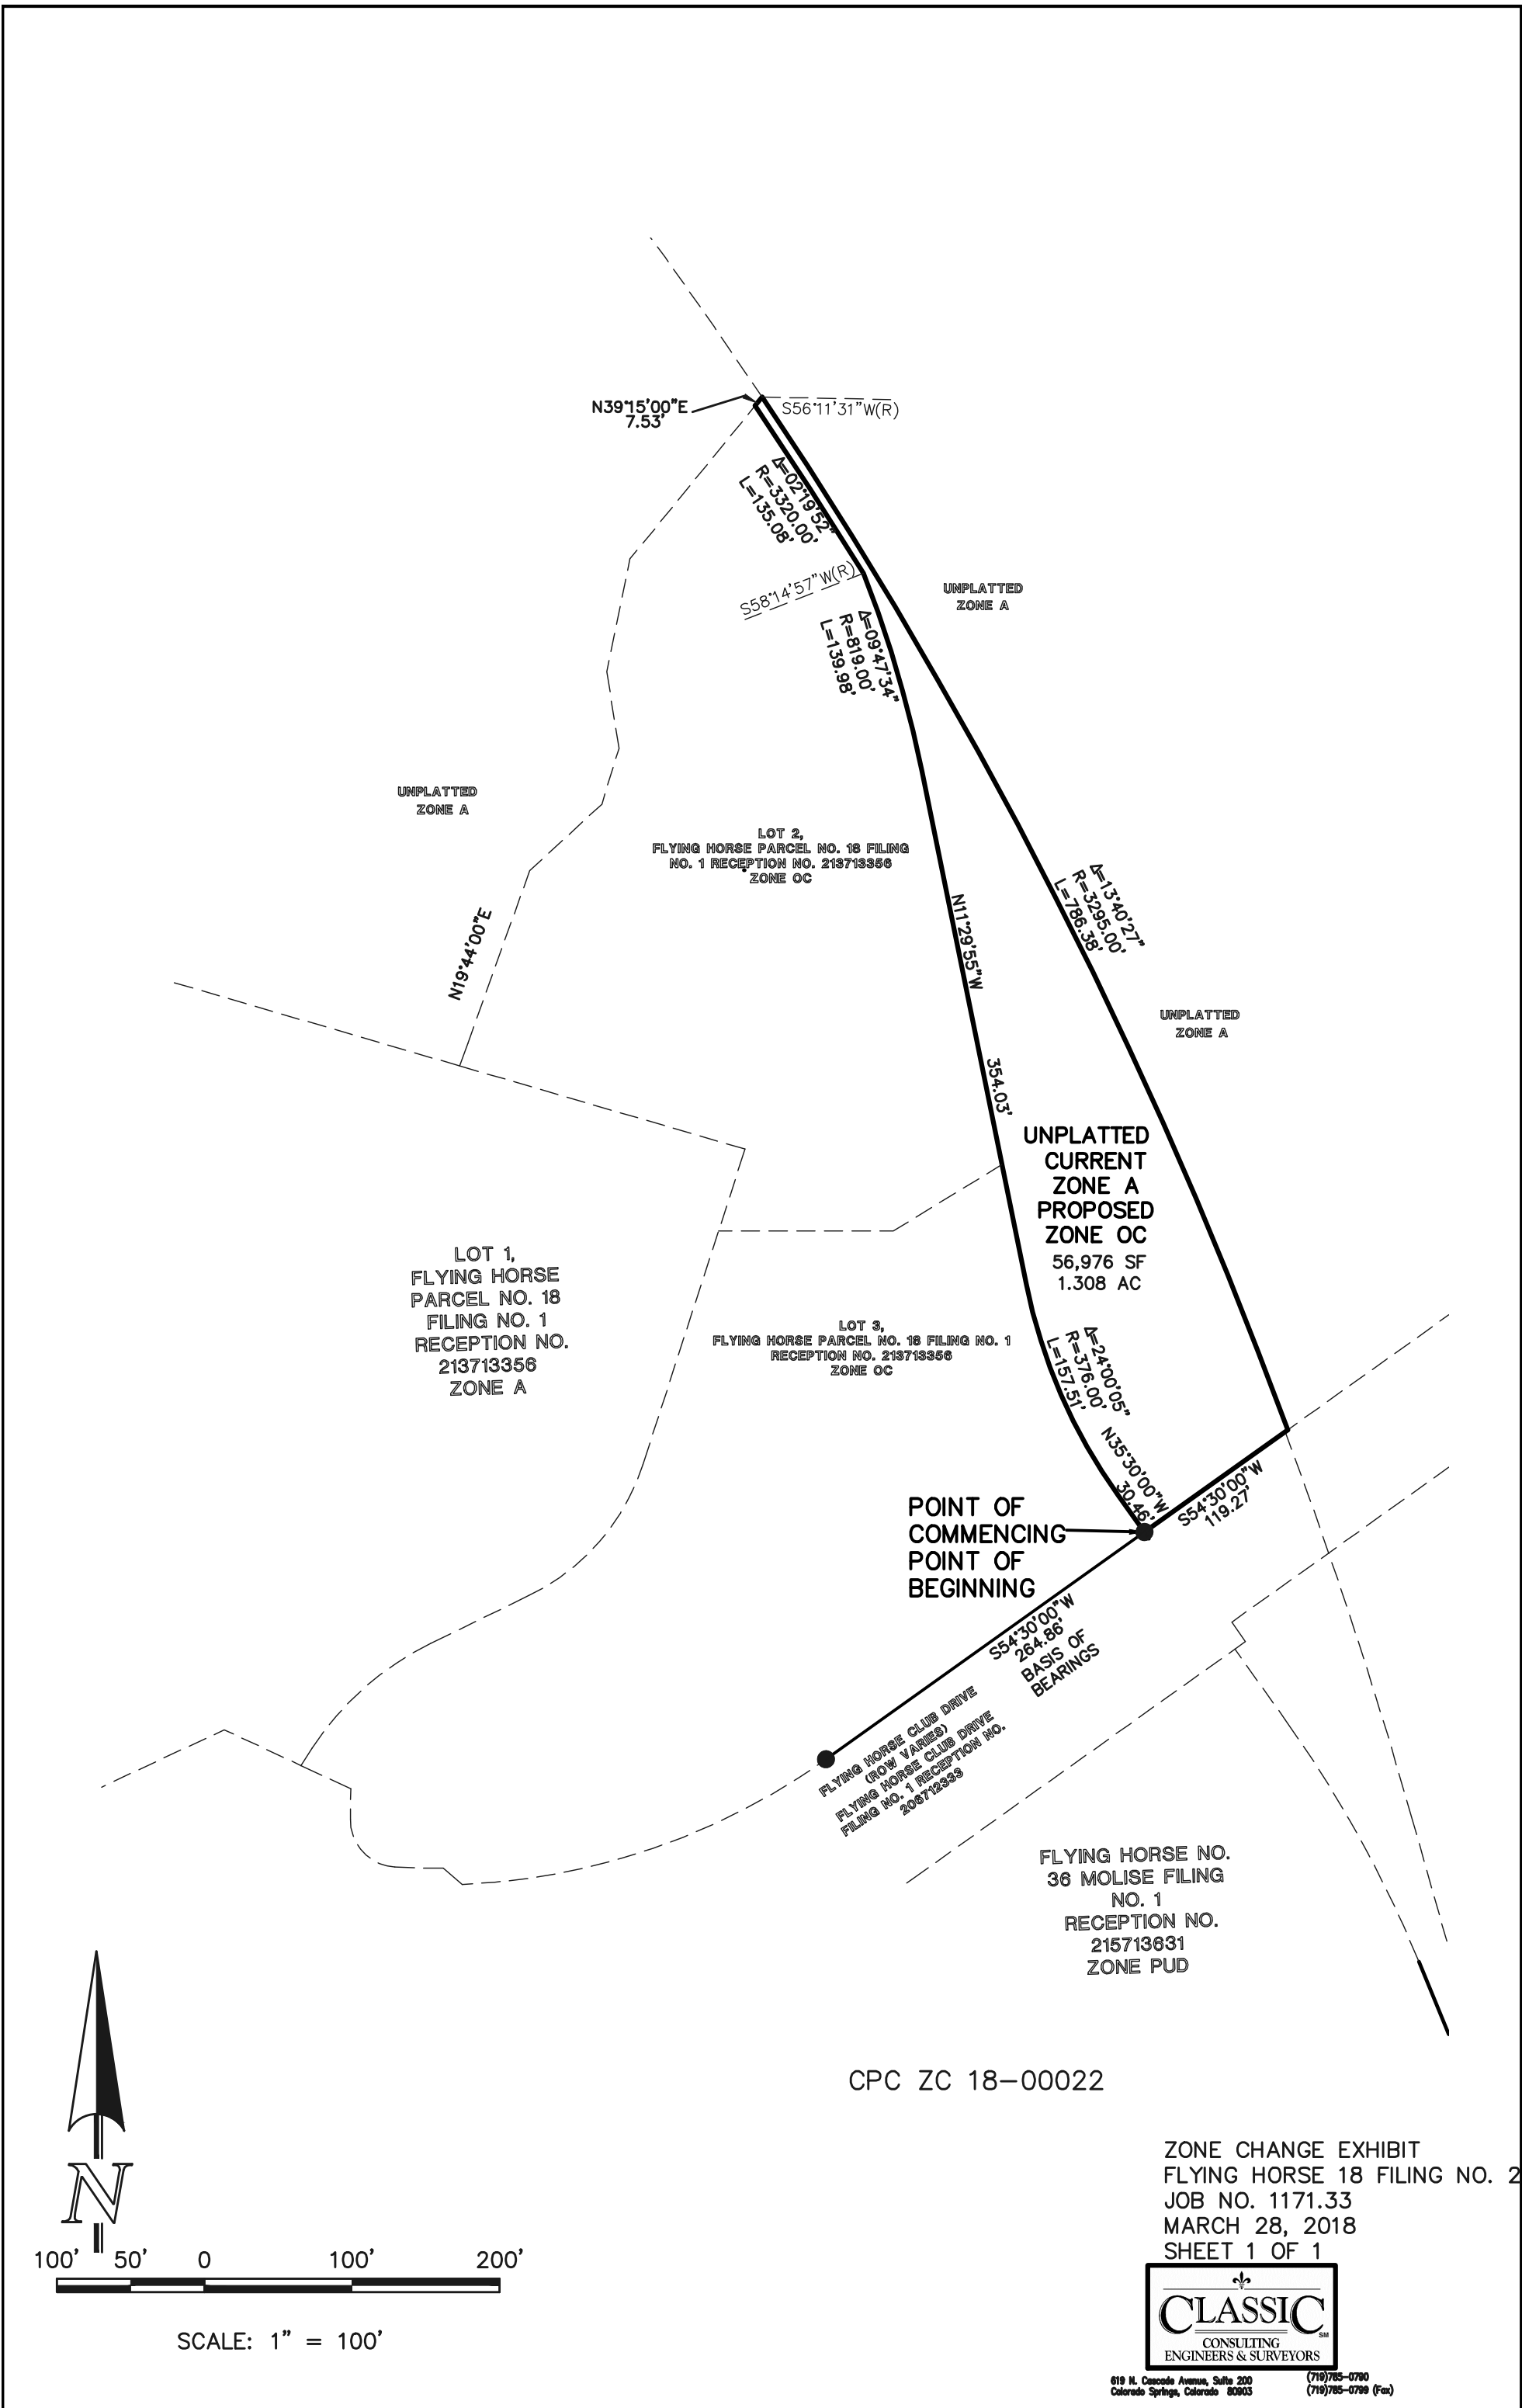 N39°15'00"E
7.53'
S56°11'31"W(R)
Δ=02°19'52"
R=3320.00'
L=135.08'
S58°14'57"W(R)
UNPLATTED
ZONE A
Δ=09°47'34"
R=819.00'
L=139.98'
UNPLATTED
ZONE A
LOT 2,
FLYING HORSE PARCEL NO. 18 FILING
NO. 1 RECEPTION NO. 213713356
ZONE OC
Δ=13°40'27"
R=3295.00'
L=786.38'
N11°29'55"W
354.03'
N19°44'00"E
UNPLATTED
ZONE A
UNPLATTED
CURRENT
ZONE A
PROPOSED
ZONE OC
56,976 SF
1.308 AC
LOT 1,
FLYING HORSE
PARCEL NO. 18
FILING NO. 1
RECEPTION NO.
213713356
ZONE A
LOT 3,
FLYING HORSE PARCEL NO. 18 FILING NO. 1
RECEPTION NO. 213713356
ZONE OC
Δ=24°00'05"
R=376.00'
L=157.51'
N35°30'00"W
30.46'
S54°30'00"W
119.27'
POINT OF
COMMENCING
POINT OF
BEGINNING
S54°30'00"W
264.86'
BASIS OF
BEARINGS
FLYING HORSE CLUB DRIVE
(ROW VARIES)
FLYING HORSE CLUB DRIVE
FILING NO. 1 RECEPTION NO.
206712333
FLYING HORSE NO.
36 MOLISE FILING
NO. 1
RECEPTION NO.
215713631
ZONE PUD
CPC ZC 18-00022
N
100' 50' 0 100' 200'
SCALE: 1" = 100'
ZONE CHANGE EXHIBIT
FLYING HORSE 18 FILING NO. 2
JOB NO. 1171.33
MARCH 28, 2018
SHEET 1 OF 1
CLASSIC SM
CONSULTING
ENGINEERS & SURVEYORS
619 N. Cascade Avenue, Suite 200 (719)785-0790
Colorado Springs, Colorado 80903 (719)785-0799 (Fax)